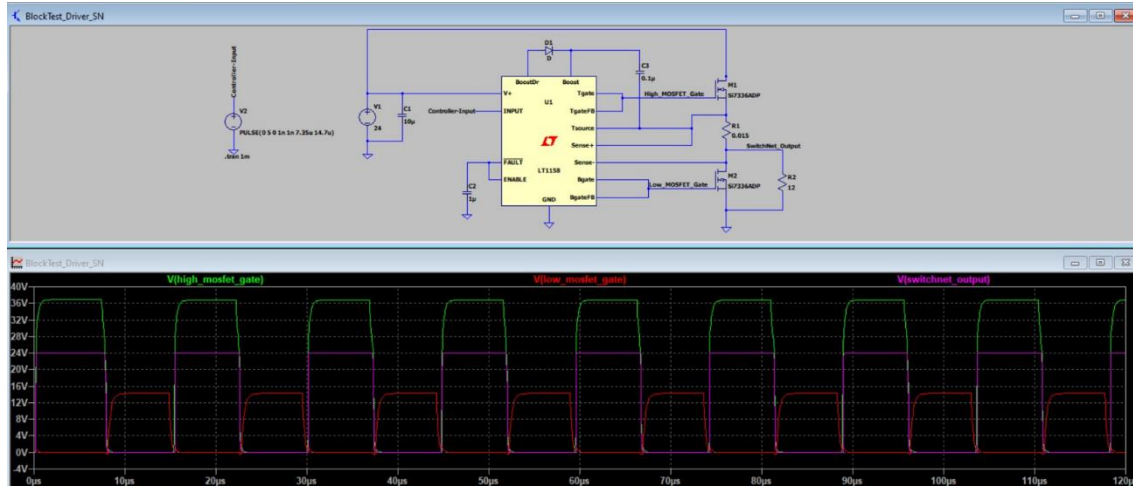 BlockTest_Driver_SN
Controller-Input
V2
PULSE(0 5 0 1n 1n 7.35u 14.7u)
.tran 1m
V1
24
C1
10µ
Controller-Input
C2
1µ
D1
D
BoostDr
Boost
V+
U1
Tgate
INPUT
TgateFB
Tsource
Sense+
FAULT
Sense-
ENABLE
LT1158
Bgate
BgateFB
GND
C3
0.1µ
High_MOSFET_Gate
M1
Si7336ADP
R1
0.015
SwitchNet_Output
Low_MOSFET_Gate
M2
Si7336ADP
R2
12
BlockTest_Driver_SN
V(high_mosfet_gate) V(low_mosfet_gate) V(switchnet_output)
40V
36V
32V
28V
24V
20V
16V
12V
8V
4V
0V
-4V
0µs 10µs 20µs 30µs 40µs 50µs 60µs 70µs 80µs 90µs 100µs 110µs 120µs